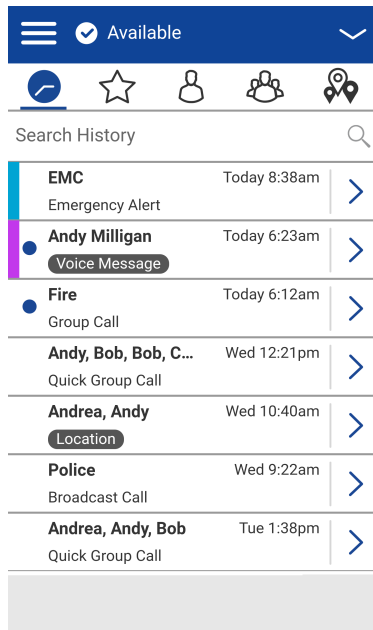 Available
Search History
EMC Today 8:38am
Emergency Alert
Andy Milligan Today 6:23am
Voice Message
Fire Today 6:12am
Group Call
Andy, Bob, Bob, C... Wed 12:21pm
Quick Group Call
Andrea, Andy Wed 10:40am
Location
Police Wed 9:22am
Broadcast Call
Andrea, Andy, Bob Tue 1:38pm
Quick Group Call